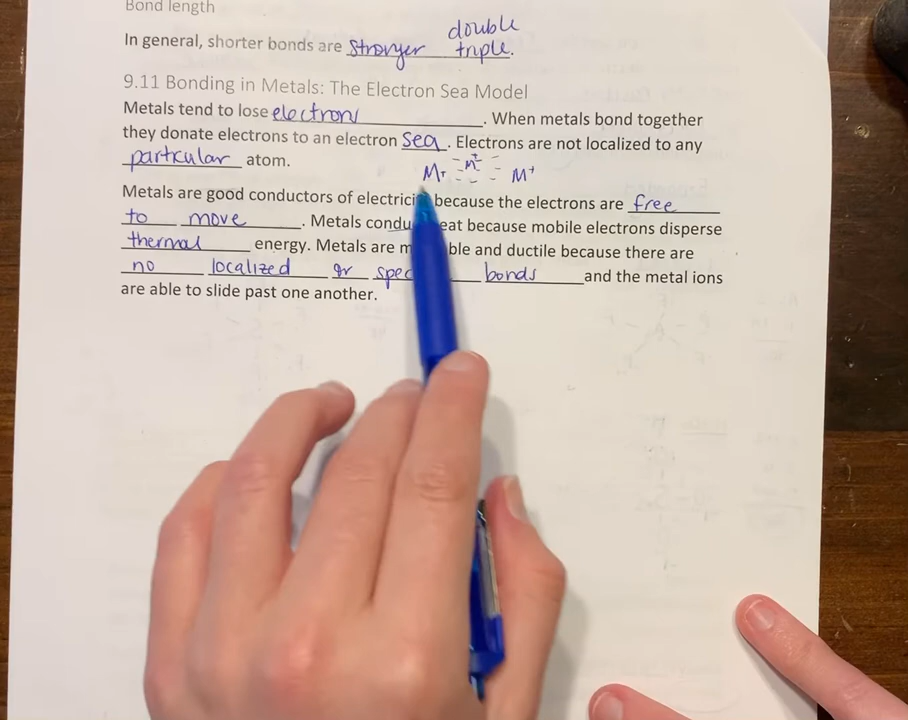 Bond length
double
In general, shorter bonds are stronger triple.
9.11 Bonding in Metals: The Electron Sea Model
Metals tend to lose electrons. When metals bond together
they donate electrons to an electron sea. Electrons are not localized to any
particular atom.
M+ M+ M+
Metals are good conductors of because the electrons are free
to move. Metals heat because mobile electrons disperse
thermal energy. Metals are and ductile because there are
no localized or bonds and the metal ions
are able to slide past one another.